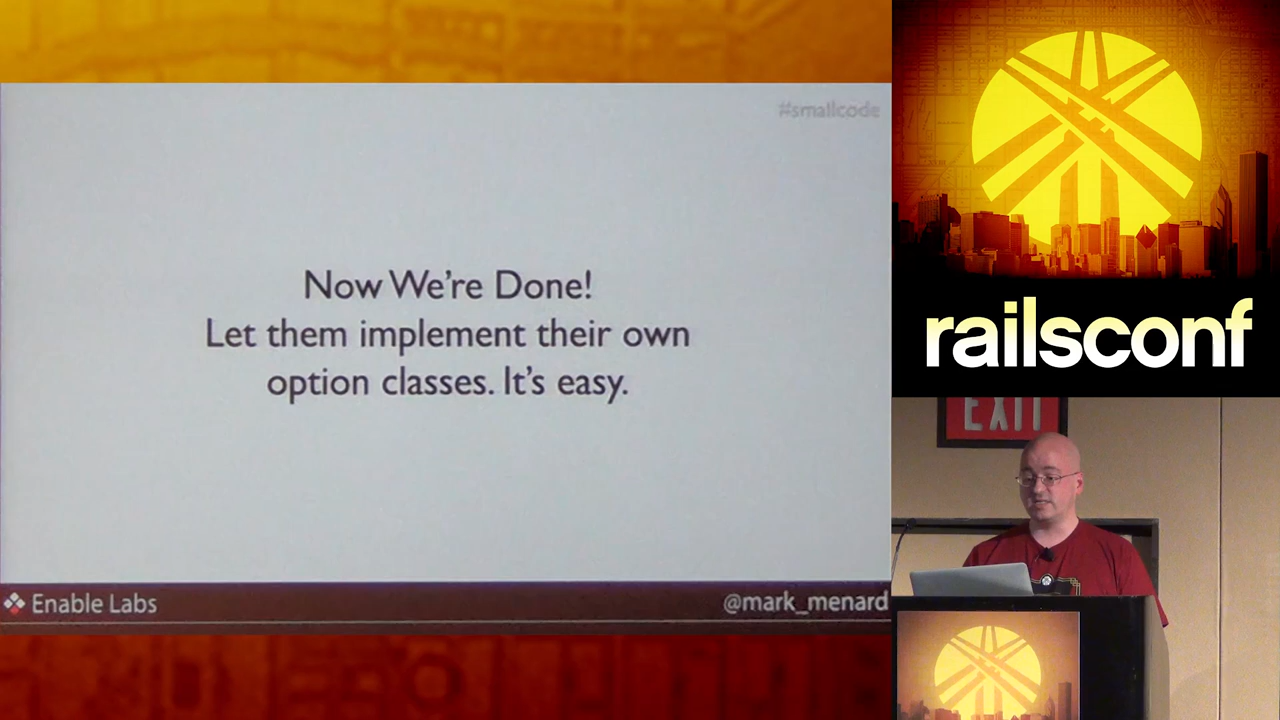 #smallcode
Now We're Done!
Let them implement their own
option classes. It's easy.
Enable Labs
@mark_menard
railsconf
EXIT